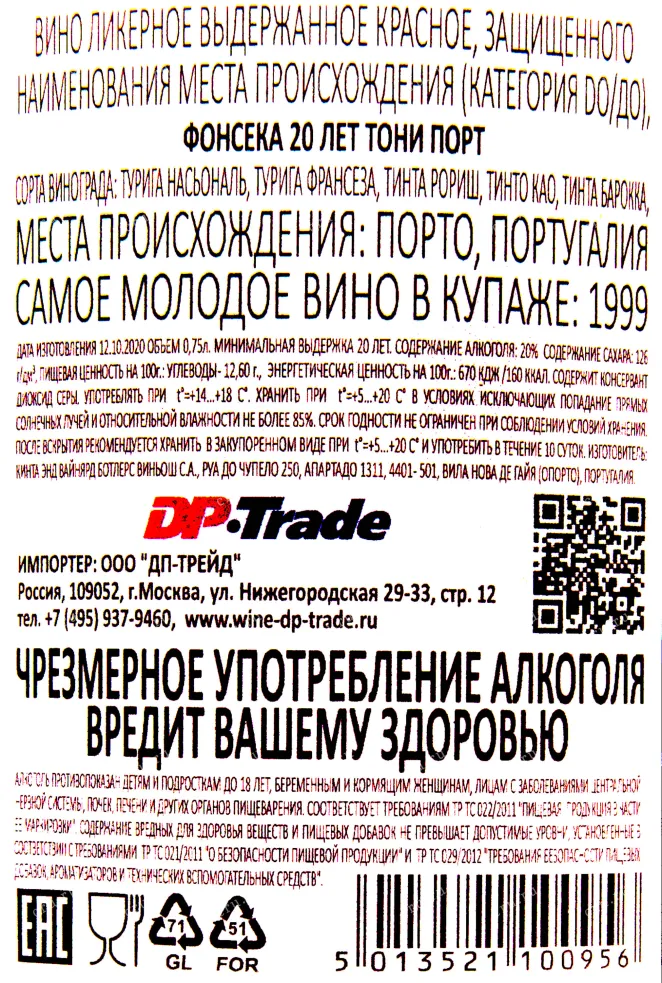 ВИНО ЛИКЕРНОЕ ВЫДЕРЖАННОЕ КРАСНОЕ, ЗАЩИЩЕННОГО
НАИМЕНОВАНИЯ МЕСТА ПРОИСХОЖДЕНИЯ (КАТЕГОРИЯ DO/ДО),
ФОНСЕКА 20 ЛЕТ ТОНИ ПОРТ
СОРТА ВИНОГРАДА: ТУРИГА НАСЬОНАЛЬ, ТУРИГА ФРАНСЕЗА, ТИНТА РОРИШ, ТИНТО КАО, ТИНТА БАРОККА,
МЕСТА ПРОИСХОЖДЕНИЯ: ПОРТО, ПОРТУГАЛИЯ
САМОЕ МОЛОДОЕ ВИНО В КУПАЖЕ: 1999
ДАТА ИЗГОТОВЛЕНИЯ 12.10.2020 ОБЪЕМ 0,75л. МИНИМАЛЬНАЯ ВЫДЕРЖКА 20 ЛЕТ. СОДЕРЖАНИЕ АЛКОГОЛЯ: 20% СОДЕРЖАНИЕ САХАРА: 126
г/дм³, ПИЩЕВАЯ ЦЕННОСТЬ НА 100г.: УГЛЕВОДЫ- 12,60 г., ЭНЕРГЕТИЧЕСКАЯ ЦЕННОСТЬ НА 100г.: 670 КДЖ /160 ККАЛ. СОДЕРЖИТ КОНСЕРВАНТ
ДИОКСИД СЕРЫ. УПОТРЕБЛЯТЬ ПРИ t°=+14...+18 С°. ХРАНИТЬ ПРИ t°=+5...+20 С° В УСЛОВИЯХ ИСКЛЮЧАЮЩИХ ПОПАДАНИЕ ПРЯМЫХ
СОЛНЕЧНЫХ ЛУЧЕЙ И ОТНОСИТЕЛЬНОЙ ВЛАЖНОСТИ НЕ БОЛЕЕ 85%. СРОК ГОДНОСТИ НЕ ОГРАНИЧЕН ПРИ СОБЛЮДЕНИИ УСЛОВИЙ ХРАНЕНИЯ.
ПОСЛЕ ВСКРЫТИЯ РЕКОМЕНДУЕТСЯ ХРАНИТЬ В ЗАКУПОРЕННОМ ВИДЕ ПРИ t°=+5...+20 С° И УПОТРЕБИТЬ В ТЕЧЕНИЕ 10 СУТОК. ИЗГОТОВИТЕЛЬ:
КИНТА ЭНД ВАЙНЯРД БОТЛЕРС ВИНЬОШ С.А., РУА ДО ЧУПЕЛО 250, АПАРТАДО 1311, 4401- 501, ВИЛА НОВА ДЕ ГАЙЯ (ОПОРТО), ПОРТУГАЛИЯ.
DP·Trade
ИМПОРТЕР: ООО "ДП-ТРЕЙД"
Россия, 109052, г.Москва, ул. Нижегородская 29-33, стр. 12
тел. +7 (495) 937-9460, www.wine-dp-trade.ru
ЧРЕЗМЕРНОЕ УПОТРЕБЛЕНИЕ АЛКОГОЛЯ
ВРЕДИТ ВАШЕМУ ЗДОРОВЬЮ
АЛКОГОЛЬ ПРОТИВОПОКАЗАН ДЕТЯМ И ПОДРОСТКАМ ДО 18 ЛЕТ, БЕРЕМЕННЫМ И КОРМЯЩИМ ЖЕНЩИНАМ, ЛИЦАМ С ЗАБОЛЕВАНИЯМИ ЦЕНТРАЛЬНОЙ
НЕРВНОЙ СИСТЕМЫ, ПОЧЕК, ПЕЧЕНИ И ДРУГИХ ОРГАНОВ ПИЩЕВАРЕНИЯ. СООТВЕТСТВУЕТ ТРЕБОВАНИЯМ ТР ТС 022/2011 "ПИЩЕВАЯ ПРОДУКЦИЯ В ЧАСТИ
ЕЕ МАРКИРОВКИ". СОДЕРЖАНИЕ ВРЕДНЫХ ДЛЯ ЗДОРОВЬЯ ВЕЩЕСТВ И ПИЩЕВЫХ ДОБАВОК НЕ ПРЕВЫШАЕТ ДОПУСТИМЫЕ УРОВНИ, УСТАНОВЛЕННЫЕ В
СООТВЕТСТВИИ С ТРЕБОВАНИЯМИ ТР ТС 021/2011 "О БЕЗОПАСНОСТИ ПИЩЕВОЙ ПРОДУКЦИИ" И ТР ТС 029/2012 "ТРЕБОВАНИЯ БЕЗОПАСНОСТИ ПИЩЕВЫХ
ДОБАВОК, АРОМАТИЗАТОРОВ И ТЕХНИЧЕСКИХ ВСПОМОГАТЕЛЬНЫХ СРЕДСТВ".
EAC
71
GL
51
FOR
5 013521 100956